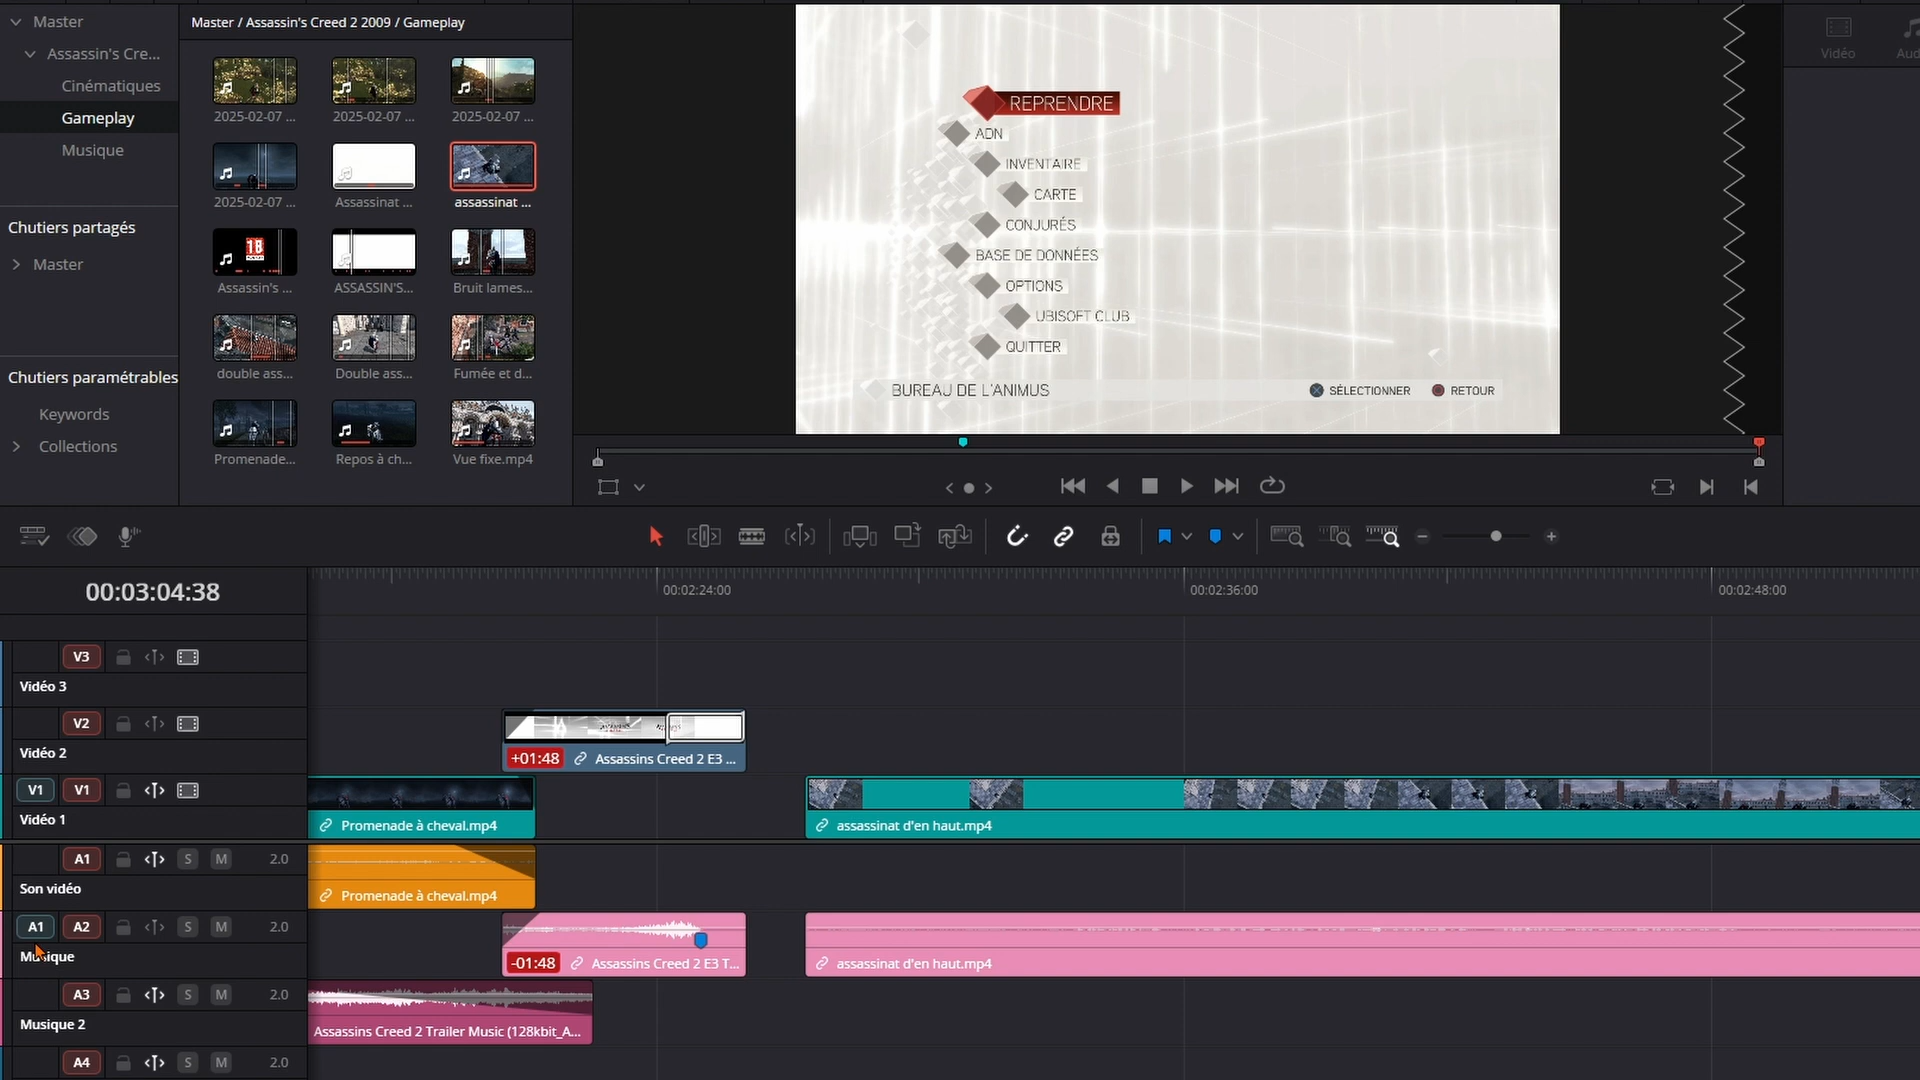 Master
Assassin's Cre...
Cinématiques
Gameplay
Musique
Chutiers partagés
Master
Chutiers paramétrables
Keywords
Collections
Master / Assassin's Creed 2 2009 / Gameplay
2025-02-07 ...
2025-02-07 ...
2025-02-07 ...
2025-02-07 ...
Assassinat ...
assassinat ...
18
Assassin's ...
ASSASSIN'S...
Bruit lames...
double ass...
Double ass...
Fumée et d...
Promenade...
Repos à ch...
Vue fixe.mp4
REPRENDRE
ADN
INVENTAIRE
CARTE
CONJURÉS
BASE DE DONNÉES
OPTIONS
UBISOFT CLUB
QUITTER
BUREAU DE L'ANIMUS
SÉLECTIONNER
RETOUR
Vidéo
Aud
00:03:04:38
00:02:24:00
00:02:36:00
00:02:48:00
V3
Vidéo 3
V2
Vidéo 2
+01:48 Assassins Creed 2 E3 ...
V1 V1
Vidéo 1
Promenade à cheval.mp4
assassinat d'en haut.mp4
A1 S M 2.0
Son vidéo
Promenade à cheval.mp4
A1 A2 S M 2.0
Musique
-01:48 Assassins Creed 2 E3 T...
assassinat d'en haut.mp4
A3 S M 2.0
Musique 2
Assassins Creed 2 Trailer Music (128kbit_A...
A4 S M 2.0